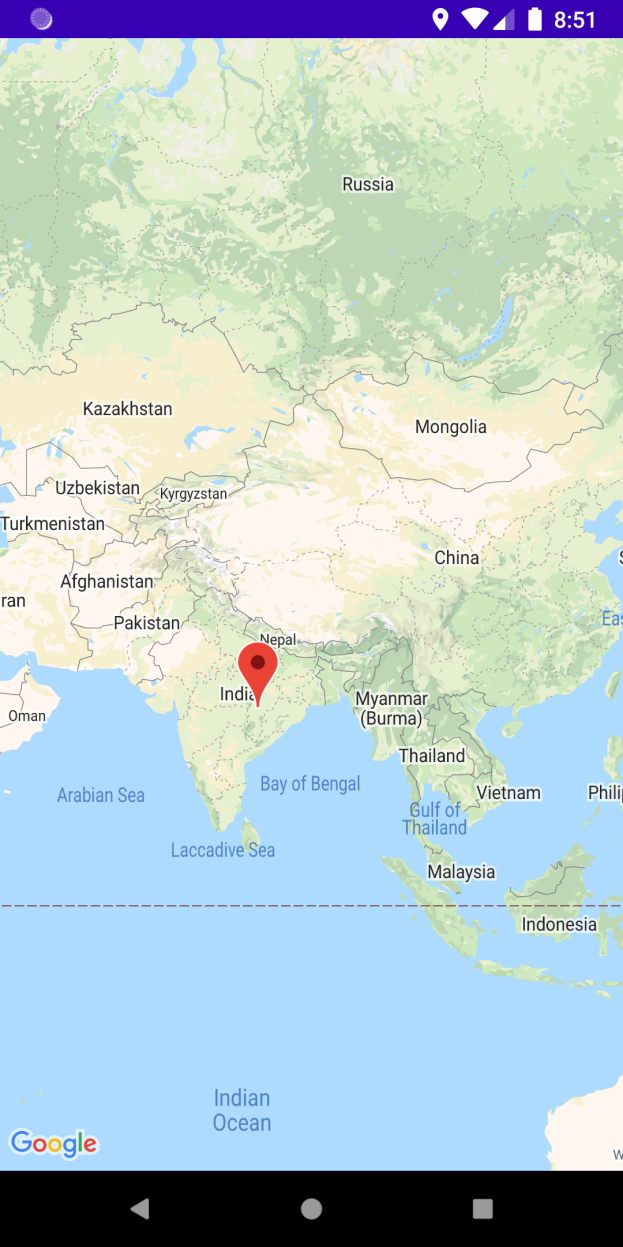 8:51
Russia
Kazakhstan
Mongolia
Uzbekistan
Kyrgyzstan
Turkmenistan
China
Afghanistan
ran
Pakistan
Eas
Nepal
India
Myanmar
(Burma)
Oman
Thailand
Bay of Bengal
Arabian Sea
Vietnam
Philip
Gulf of
Thailand
Laccadive Sea
Malaysia
Indonesia
Indian
Ocean
Google
W